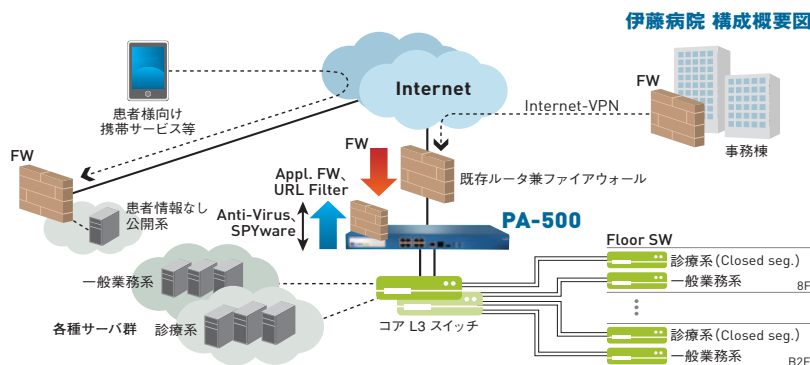 伊藤病院 構成概要図
Internet
FW
患者様向け
携帯サービス等
Internet-VPN
事務棟
FW
FW
既存ルータ兼ファイアウォール
Appl. FW、
URL Filter
患者情報なし
公開系
Anti-Virus、
SPYware
PA-500
Floor SW
診療系(Closed seg.)
一般業務系
8F
一般業務系
各種サーバ群
診療系
コア L3 スイッチ
診療系(Closed seg.)
一般業務系
B2F